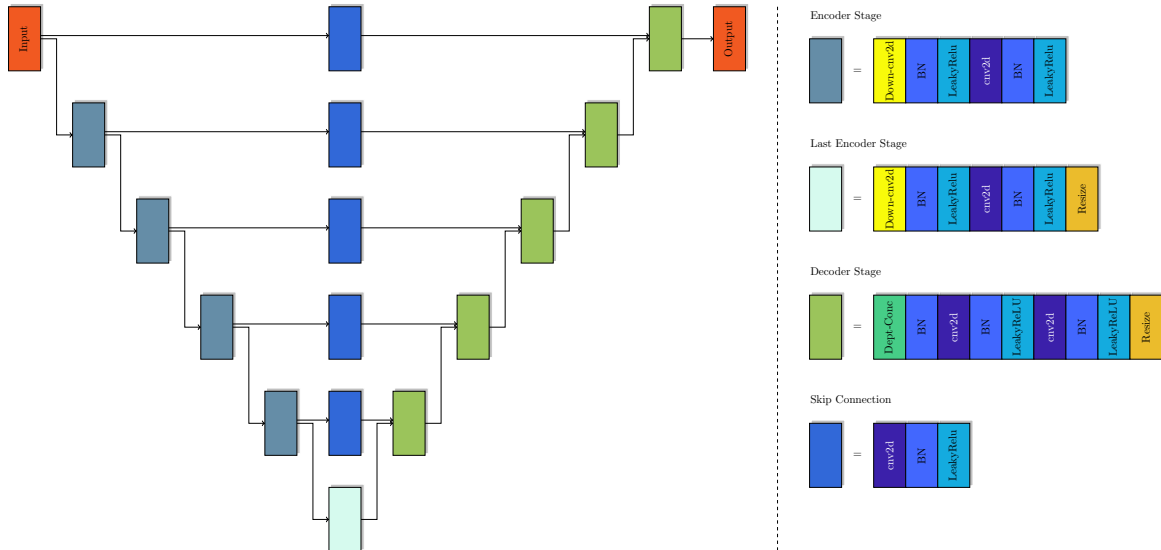 Input
Output
Encoder Stage
=
Down-cnv2d
BN
LeakyRelu
cnv2d
BN
LeakyRelu
Last Encoder Stage
=
Down-cnv2d
BN
LeakyRelu
cnv2d
BN
LeakyRelu
Resize
Decoder Stage
=
Dept-Conc
BN
cnv2d
BN
LeakyReLU
cnv2d
BN
LeakyReLU
Resize
Skip Connection
=
cnv2d
BN
LeakyRelu